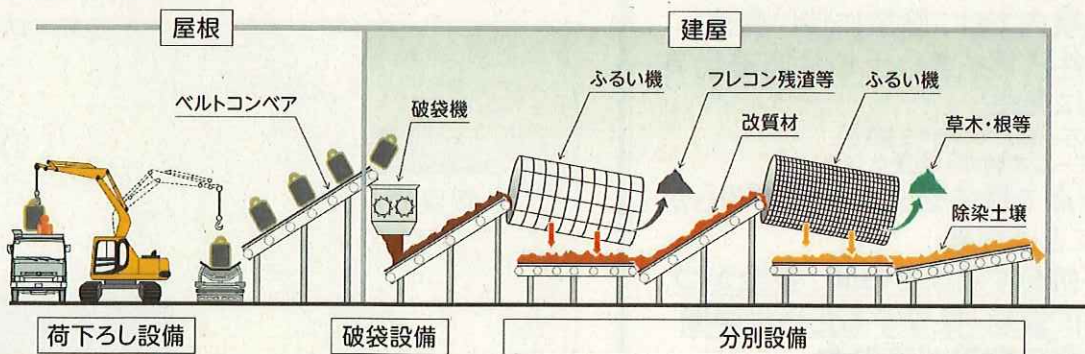 屋根
建屋
ベルトコンベア
破袋機
ふるい機
フレコン残渣等
改質材
ふるい機
草木・根等
除染土壌
荷下ろし設備
破袋設備
分別設備